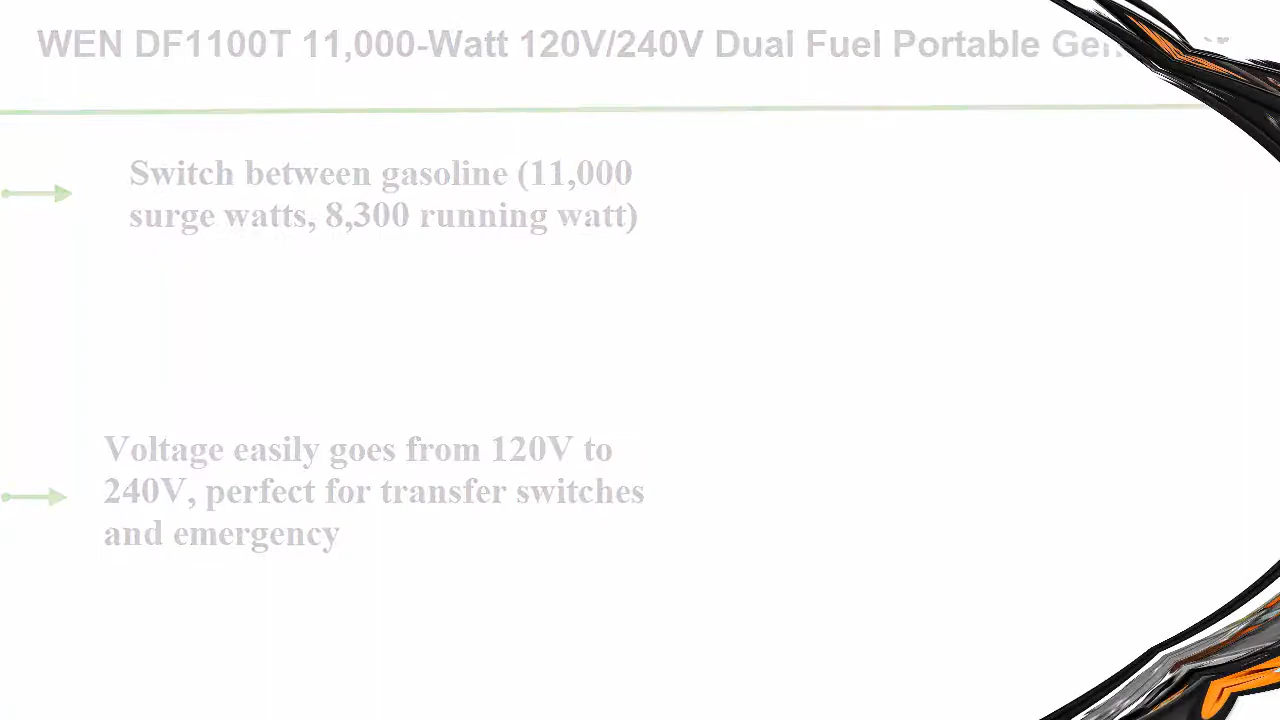 WEN DF1100T 11,000-Watt 120V/240V Dual Fuel Portable
Switch between gasoline (11,000
surge watts, 8,300 running watt)
Voltage easily goes from 120V to
240V, perfect for transfer switches
and emergency